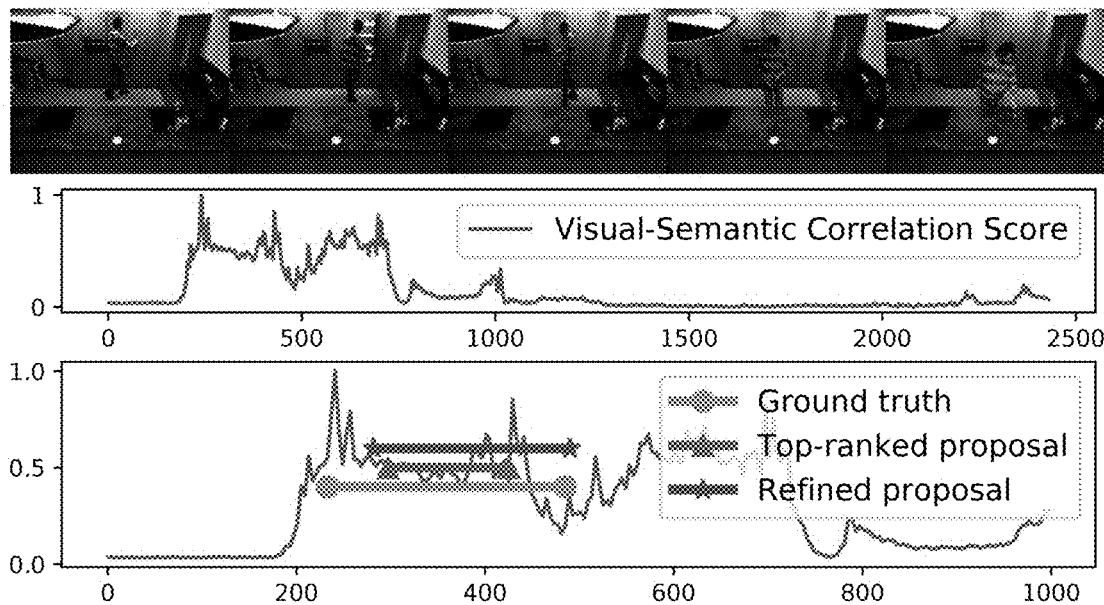 1
Visual-Semantic Correlation Score
0
0 500 1000 1500 2000 2500
1.0
Ground truth
Top-ranked proposal
0.5
Refined proposal
0.0
0 200 400 600 800 1000